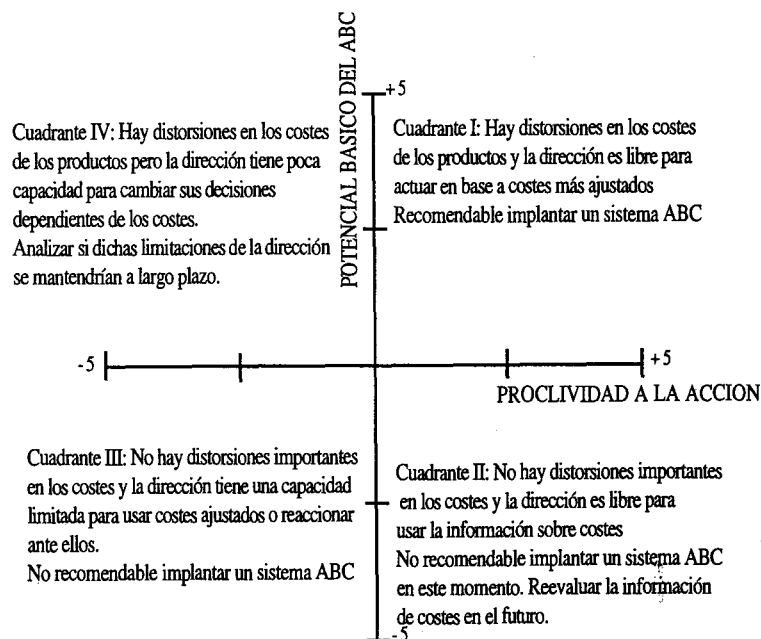 POTENCIAL BASICO DEL ABC
+5
Cuadrante IV: Hay distorsiones en los costes
de los productos pero la dirección tiene poca
capacidad para cambiar sus decisiones
dependientes de los costes.
Analizar si dichas limitaciones de la dirección
se mantendrían a largo plazo.
Cuadrante I: Hay distorsiones en los costes
de los productos y la dirección es libre para
actuar en base a costes más ajustados
Recomendable implantar un sistema ABC
-5
+5
PROCLIVIDAD A LA ACCION
Cuadrante III: No hay distorsiones importantes
en los costes y la dirección tiene una capacidad
limitada para usar costes ajustados o reaccionar
ante ellos.
No recomendable implantar un sistema ABC
Cuadrante II: No hay distorsiones importantes
en los costes y la dirección es libre para
usar la información sobre costes
No recomendable implantar un sistema ABC
en este momento. Reevaluar la información
de costes en el futuro.
-5